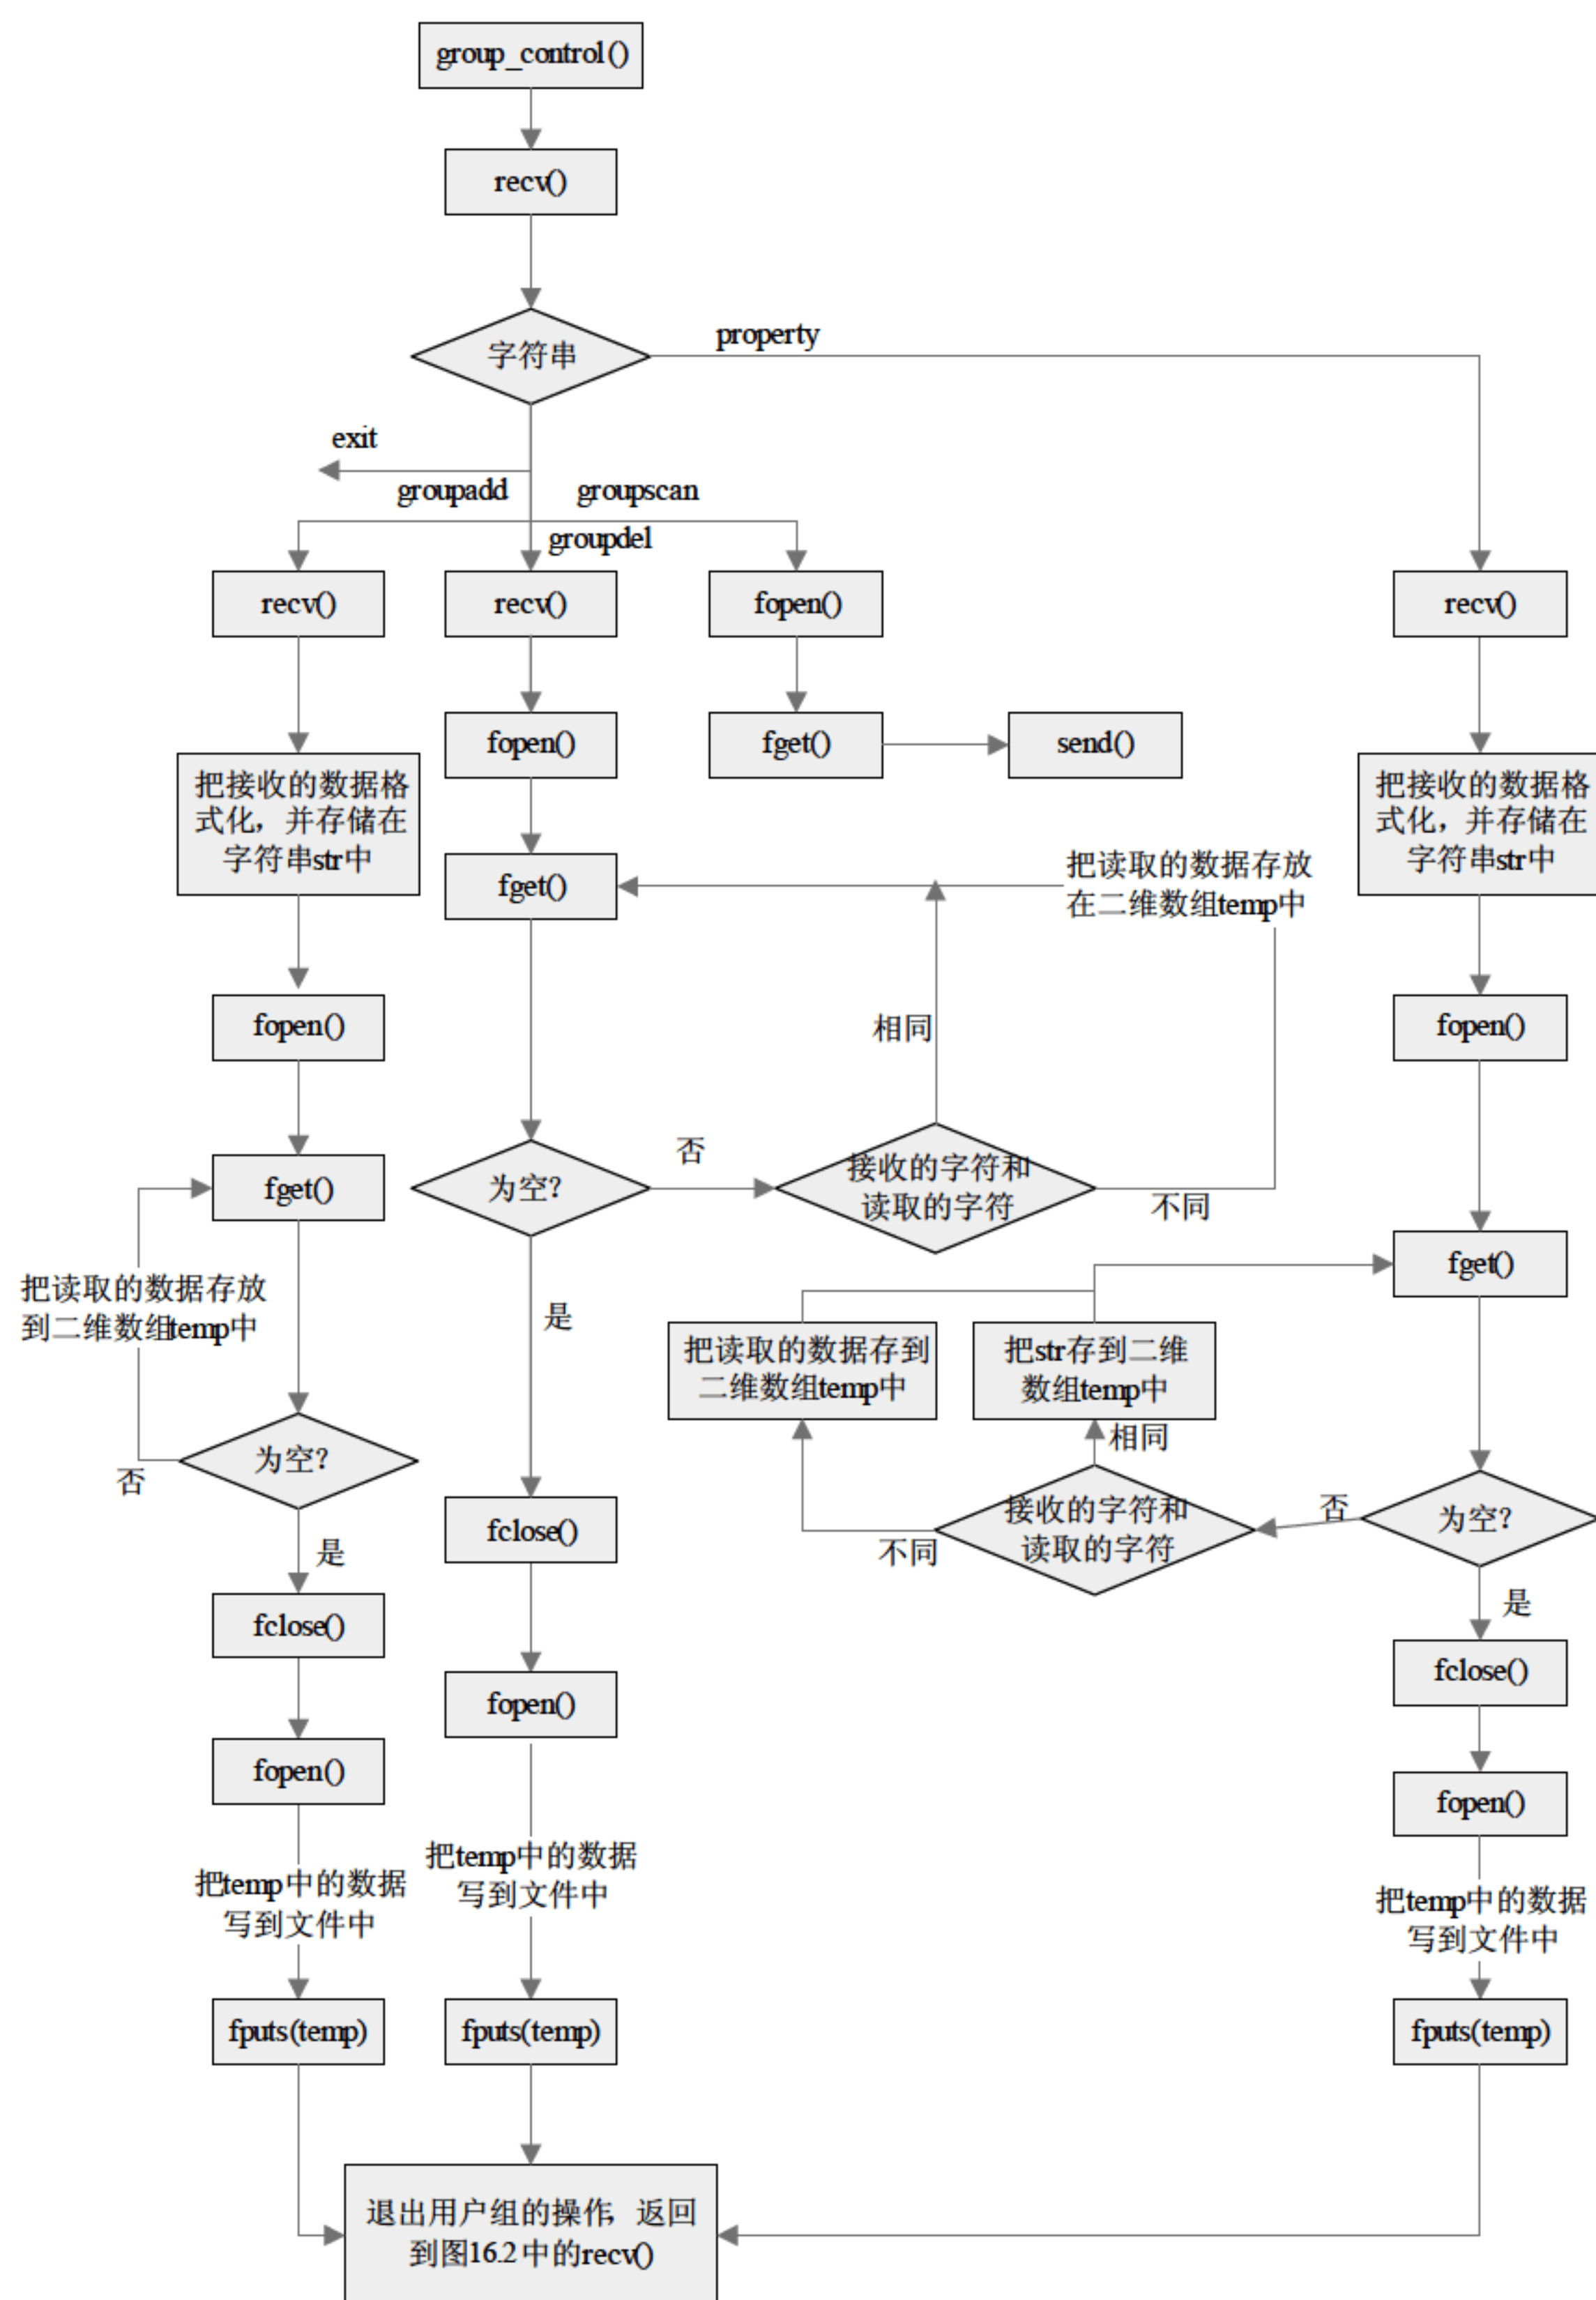 group_control()
recv()
字符串
property
exit
groupadd
groupscan
groupdel
recv()
recv()
fopen()
recv()
fopen()
fget()
send()
把接收的数据格
式化，并存储在
字符串str中
把接收的数据格
式化，并存储在
字符串str中
fget()
把读取的数据存放
在二维数组temp中
fopen()
相同
fopen()
fget()
为空?
否
接收的字符和
读取的字符
不同
fget()
把读取的数据存放
到二维数组temp中
是
把读取的数据存到
二维数组temp中
把str存到二维
数组temp中
相同
为空?
否
接收的字符和
读取的字符
不同
否
为空?
fclose()
是
是
fclose()
fclose()
fopen()
fopen()
fopen()
把temp中的数据
写到文件中
把temp中的数据
写到文件中
把temp中的数据
写到文件中
fputs(temp)
fputs(temp)
fputs(temp)
退出用户组的操作，返回
到图16.2中的recv()